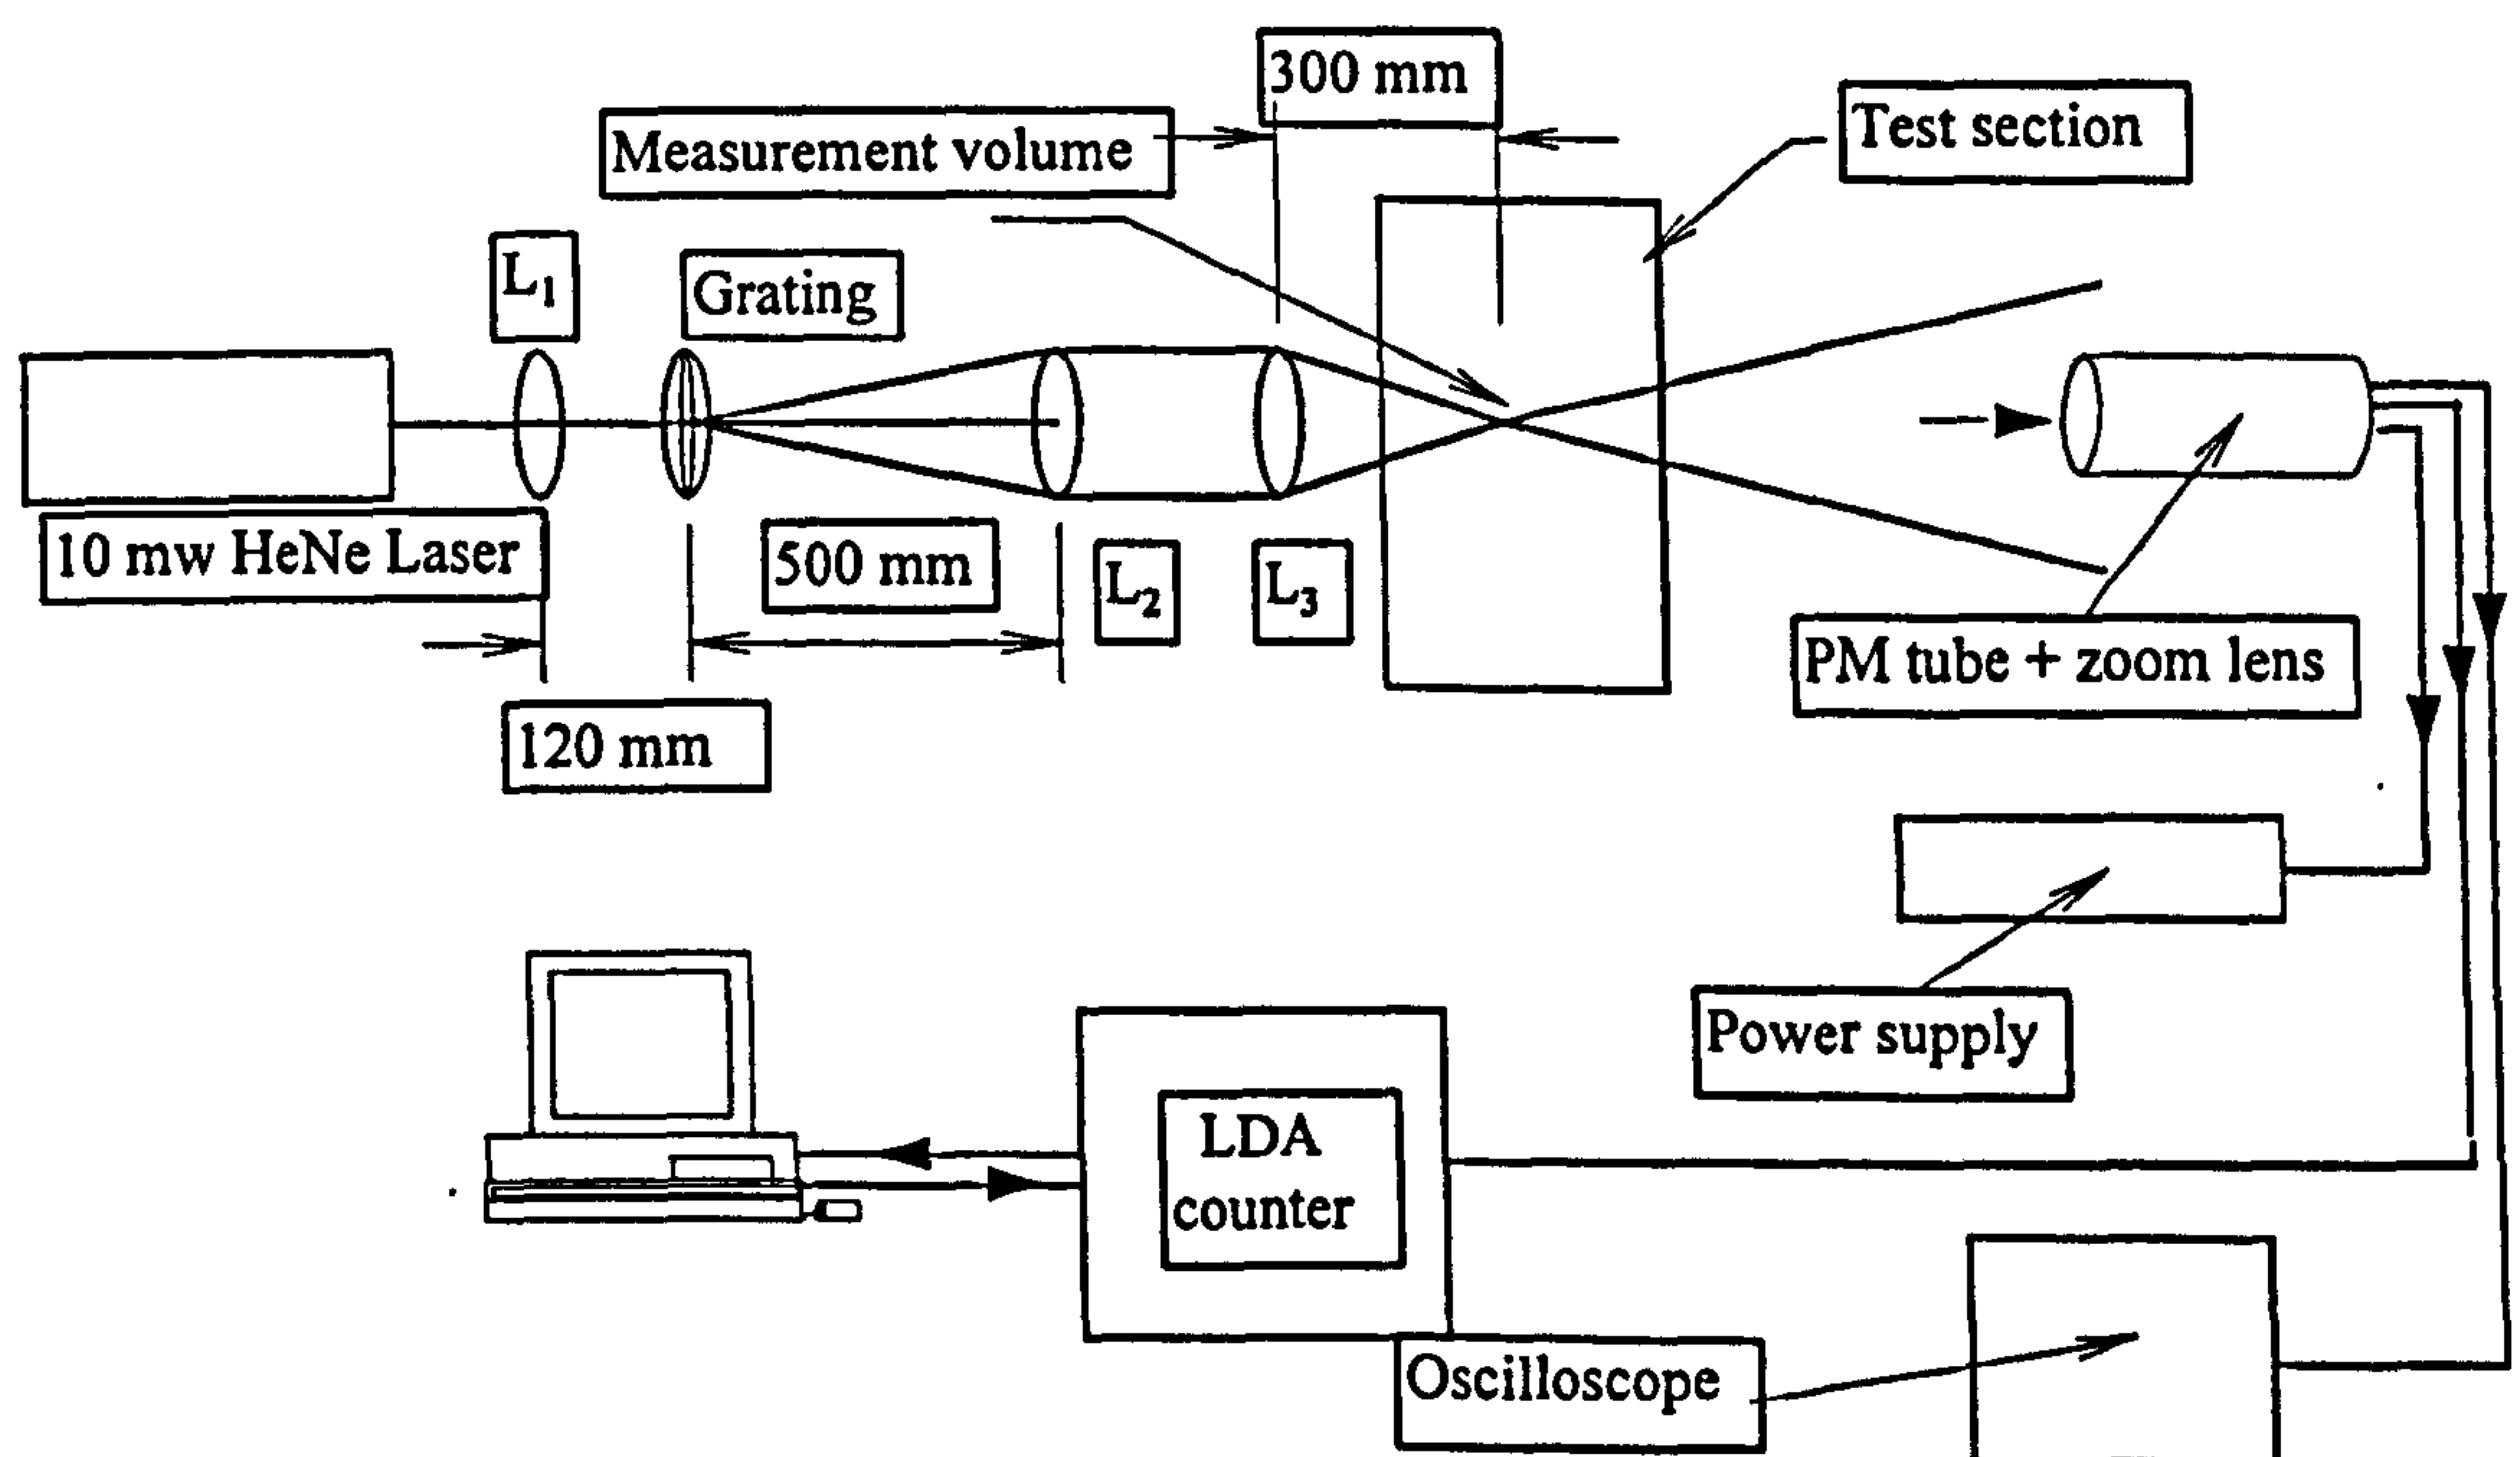 300 mm
Measurement volume
Test section
L1
Grating
10 mw HeNe Laser
500 mm
L2
L3
PM tube + zoom lens
120 mm
Power supply
LDA
counter
Oscilloscope